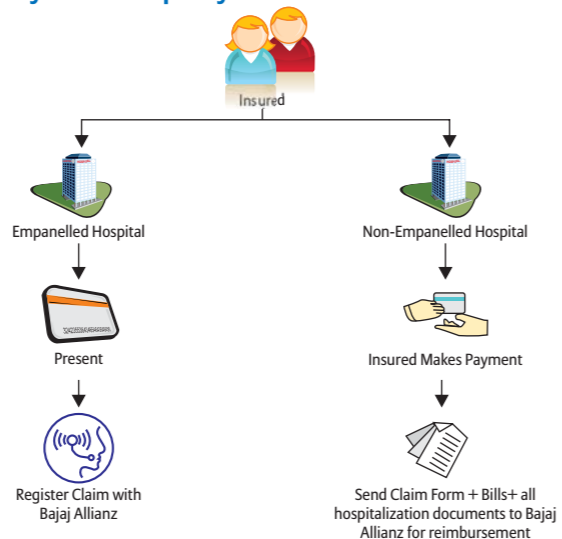 Insured
Empanelled Hospital
Non-Empanelled Hospital
Present
Insured Makes Payment
Register Claim with
Bajaj Allianz
Send Claim Form + Bills+ all
hospitalization documents to Bajaj
Allianz for reimbursement